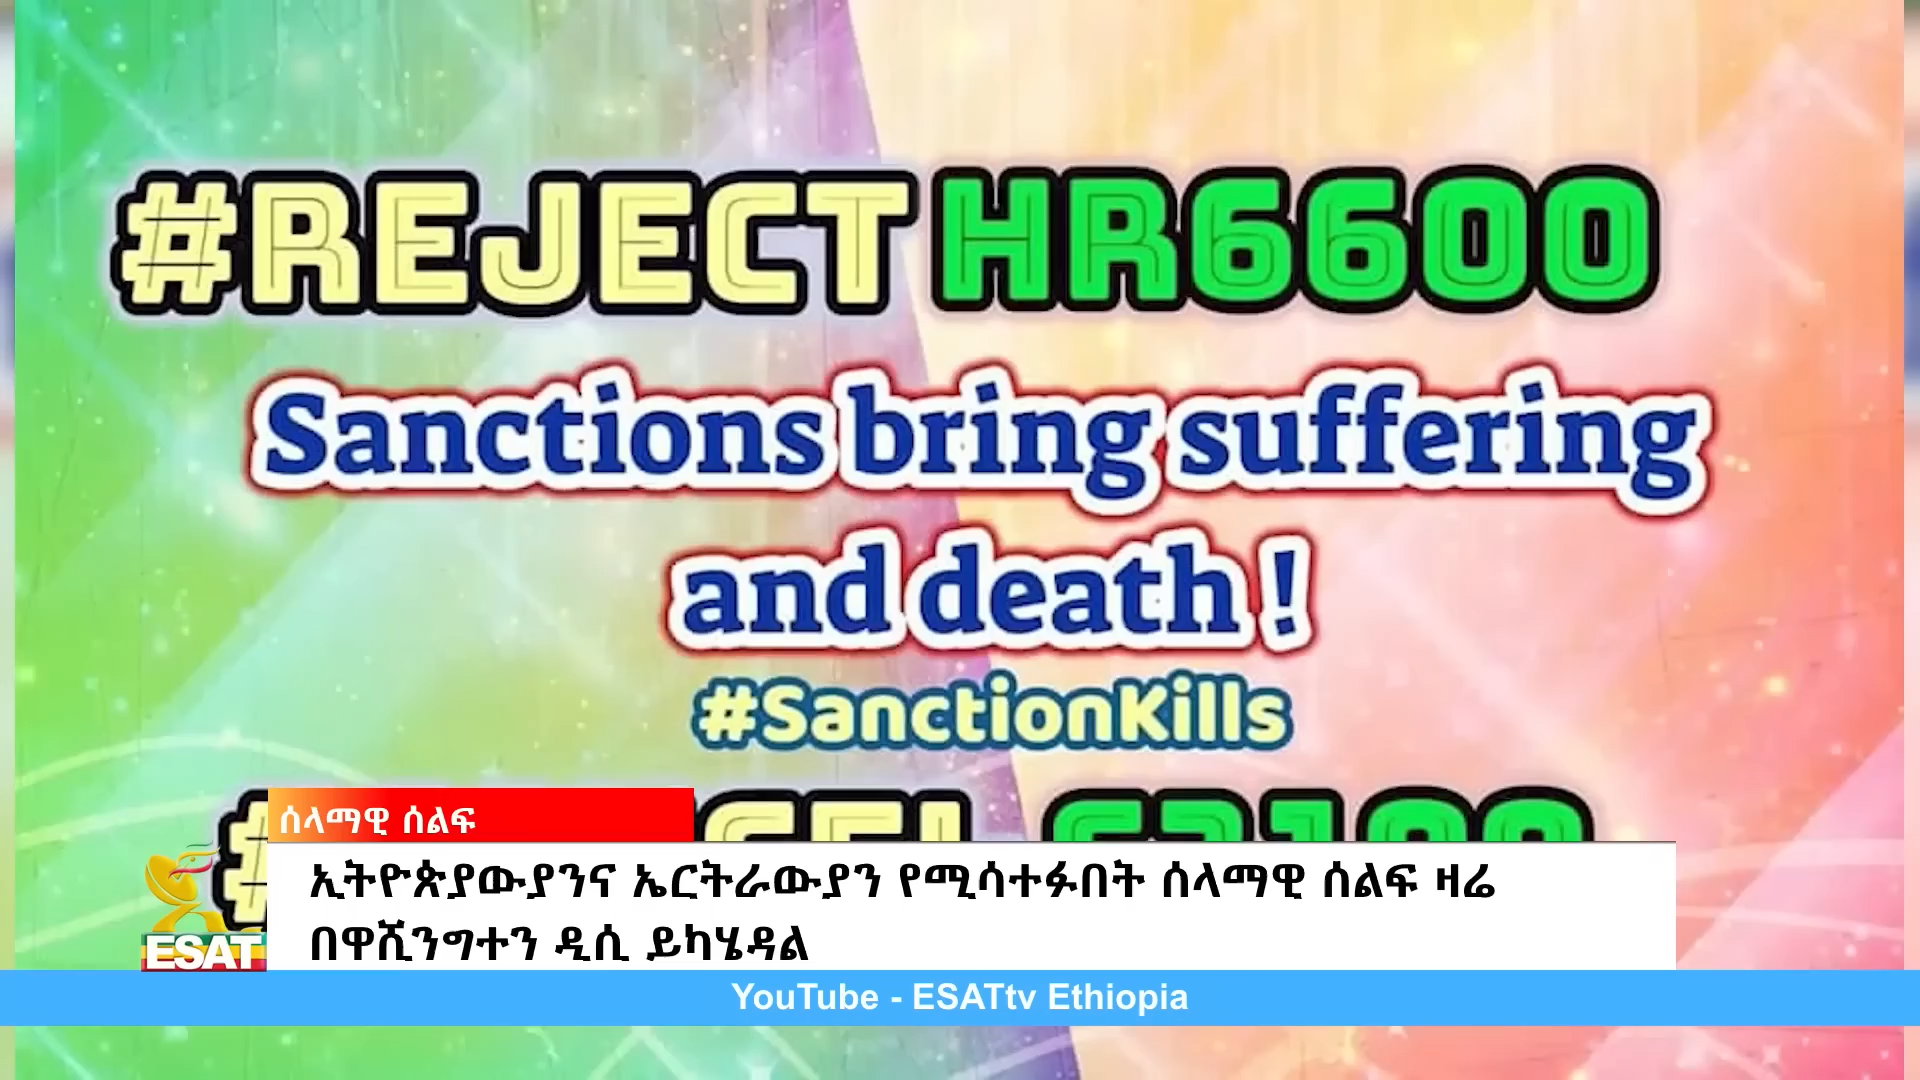 #REJECT HR6600
Sanctions bring suffering
and death !
#SanctionKills
ሰላማዊ ሰልፍ
ኢትዮጵያውያንና ኤርትራውያን የሚሳተፉበት ሰላማዊ ሰልፍ ዛሬ
በዋሺንግተን ዲሲ ይካሄዳል
ESAT
YouTube - ESATtv Ethiopia